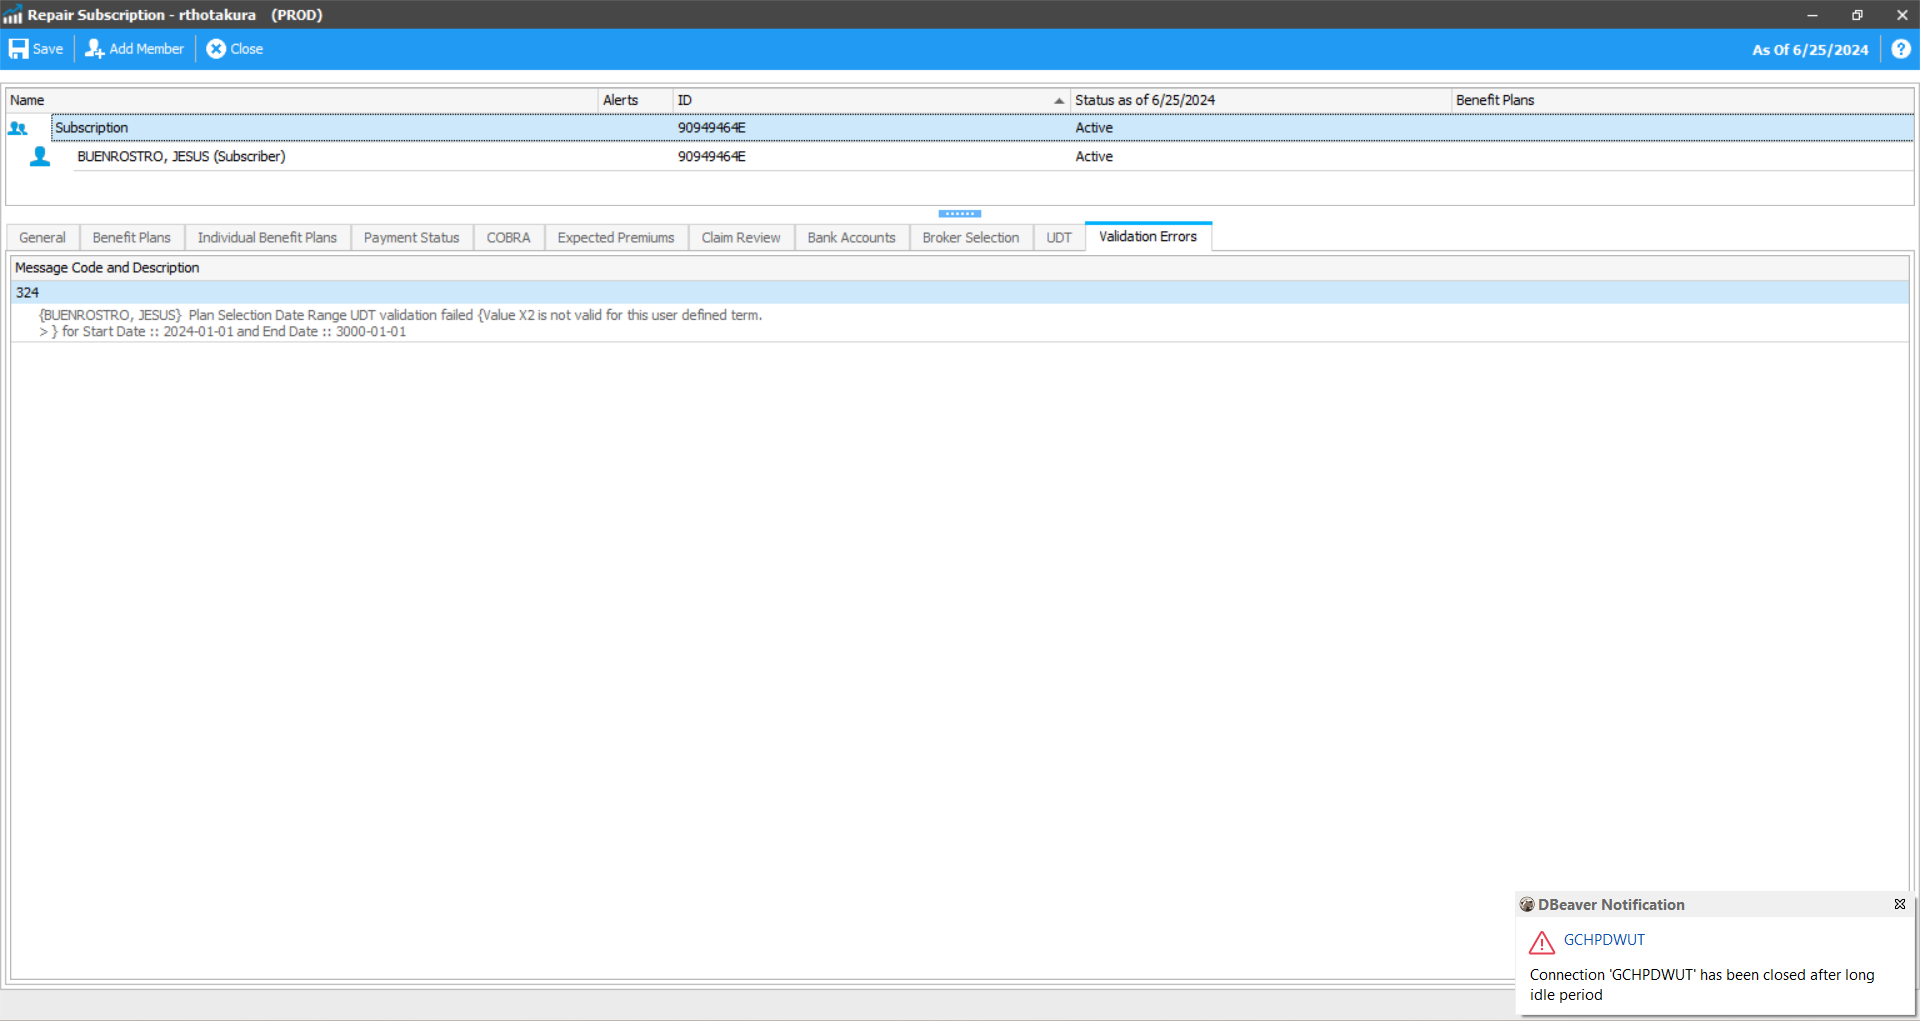 Repair Subscription - rthotakura (PROD)
Save Add Member Close As Of 6/25/2024 ?
Name Alerts ID Status as of 6/25/2024 Benefit Plans
Subscription 90949464E Active
BUENROSTRO, JESUS (Subscriber) 90949464E Active
General Benefit Plans Individual Benefit Plans Payment Status COBRA Expected Premiums Claim Review Bank Accounts Broker Selection UDT Validation Errors
Message Code and Description
324
{BUENROSTRO, JESUS} Plan Selection Date Range UDT validation failed {Value X2 is not valid for this user defined term.
> } for Start Date :: 2024-01-01 and End Date :: 3000-01-01
DBeaver Notification
GCHPDWUT
Connection 'GCHPDWUT' has been closed after long
idle period